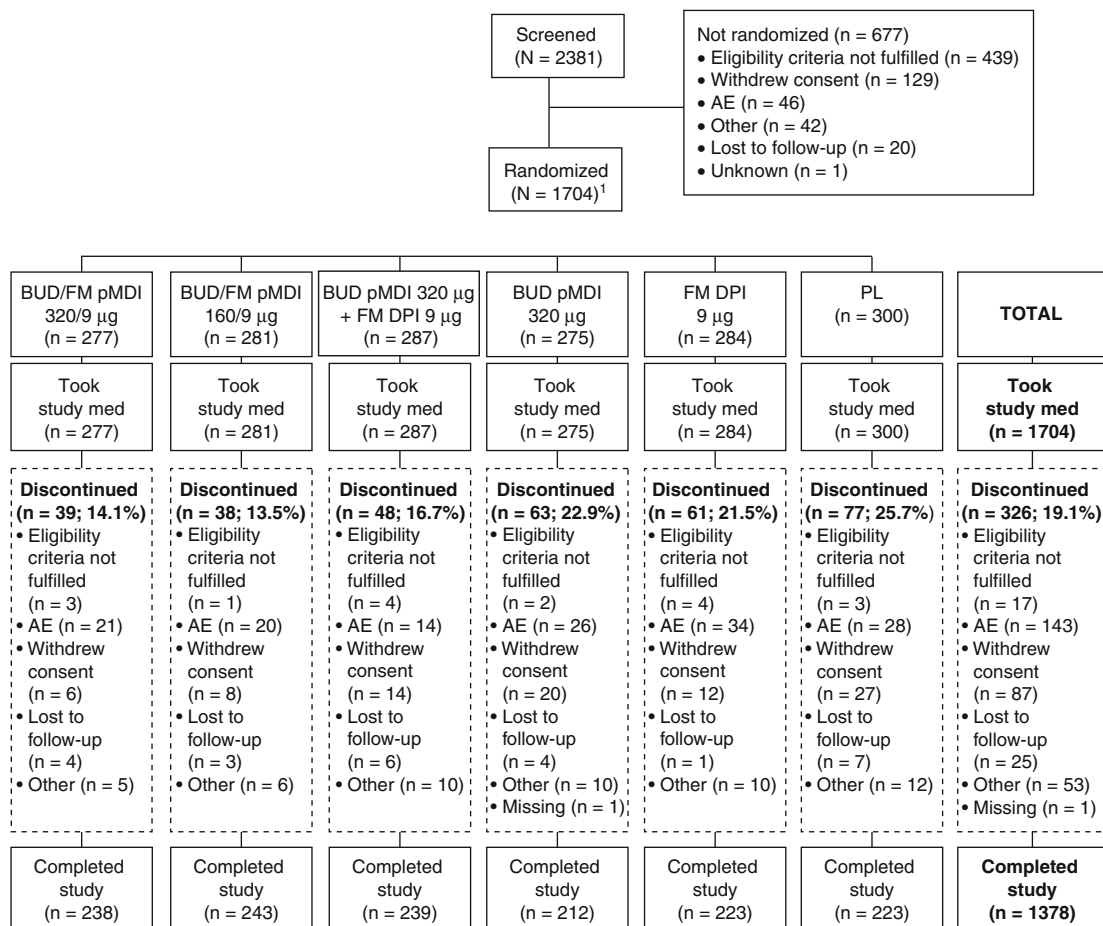 Screened
(N = 2381)
Not randomized (n = 677)
• Eligibility criteria not fulfilled (n = 439)
• Withdrew consent (n = 129)
• AE (n = 46)
• Other (n = 42)
• Lost to follow-up (n = 20)
• Unknown (n = 1)
Randomized
(N = 1704)¹
BUD/FM pMDI
320/9 µg
(n = 277)
BUD/FM pMDI
160/9 µg
(n = 281)
BUD pMDI 320 µg
+ FM DPI 9 µg
(n = 287)
BUD pMDI
320 µg
(n = 275)
FM DPI
9 µg
(n = 284)
PL
(n = 300)
TOTAL
Took
study med
(n = 277)
Took
study med
(n = 281)
Took
study med
(n = 287)
Took
study med
(n = 275)
Took
study med
(n = 284)
Took
study med
(n = 300)
Took
study med
(n = 1704)
Discontinued
(n = 39; 14.1%)
• Eligibility
criteria not
fulfilled
(n = 3)
• AE (n = 21)
• Withdrew
consent
(n = 6)
• Lost to
follow-up
(n = 4)
• Other (n = 5)
Discontinued
(n = 38; 13.5%)
• Eligibility
criteria not
fulfilled
(n = 1)
• AE (n = 20)
• Withdrew
consent
(n = 8)
• Lost to
follow-up
(n = 3)
• Other (n = 6)
Discontinued
(n = 48; 16.7%)
• Eligibility
criteria not
fulfilled
(n = 4)
• AE (n = 14)
• Withdrew
consent
(n = 14)
• Lost to
follow-up
(n = 6)
• Other (n = 10)
Discontinued
(n = 63; 22.9%)
• Eligibility
criteria not
fulfilled
(n = 2)
• AE (n = 26)
• Withdrew
consent
(n = 20)
• Lost to
follow-up
(n = 4)
• Other (n = 10)
• Missing (n = 1)
Discontinued
(n = 61; 21.5%)
• Eligibility
criteria not
fulfilled
(n = 4)
• AE (n = 34)
• Withdrew
consent
(n = 12)
• Lost to
follow-up
(n = 1)
• Other (n = 10)
Discontinued
(n = 77; 25.7%)
• Eligibility
criteria not
fulfilled
(n = 3)
• AE (n = 28)
• Withdrew
consent
(n = 27)
• Lost to
follow-up
(n = 7)
• Other (n = 12)
Discontinued
(n = 326; 19.1%)
• Eligibility
criteria not
fulfilled
(n = 17)
• AE (n = 143)
• Withdrew
consent
(n = 87)
• Lost to
follow-up
(n = 25)
• Other (n = 53)
• Missing (n = 1)
Completed
study
(n = 238)
Completed
study
(n = 243)
Completed
study
(n = 239)
Completed
study
(n = 212)
Completed
study
(n = 223)
Completed
study
(n = 223)
Completed
study
(n = 1378)